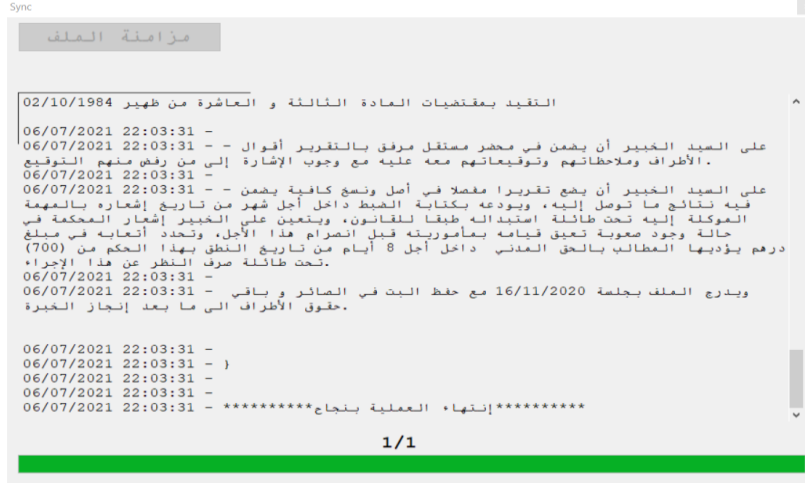 Sync
مزامنة الملف
التقيد بمقتضيات المادة الثالثة و العاشرة من ظهير 02/10/1984
06/07/2021 22:03:31 -
06/07/2021 22:03:31 - - على السيد الخبير أن يضمن في محضر مستقل مرفق بالتقرير أقوال
الأطراف وملاحظاتهم وتوقيعاتهم معه عليه مع وجوب الإشارة إلى من رفض منهم التوقيع.
06/07/2021 22:03:31 -
06/07/2021 22:03:31 - - على السيد الخبير أن يضع تقريرا مفصلا في أصل ونسخ كافية يضمن
فيه نتائج ما توصل إليه، ويودعه بكتابة الضبط داخل أجل شهر من تاريخ إشعاره بالمهمة
الموكلة إليه تحت طائلة استبداله طبقا للقانون، ويتعين على الخبير إشعار المحكمة في
حالة وجود صعوبة تعيق قيامه بمأموريته قبل انصرام هذا الأجل، وتحدد أتعابه في مبلغ
(700) درهم يؤديها المطالب بالحق المدني داخل أجل 8 أيام من تاريخ النطق بهذا الحكم من
تحت طائلة صرف النظر عن هذا الإجراء.
06/07/2021 22:03:31 -
06/07/2021 22:03:31 - ويدرج الملف بجلسة 16/11/2020 مع حفظ البت في الصائر و باقي
حقوق الأطراف الى ما بعد إنجاز الخبرة.
06/07/2021 22:03:31 -
06/07/2021 22:03:31 - }
06/07/2021 22:03:31 -
06/07/2021 22:03:31 -
06/07/2021 22:03:31 - **********إنتهاء العملية بنجاح**********
1/1